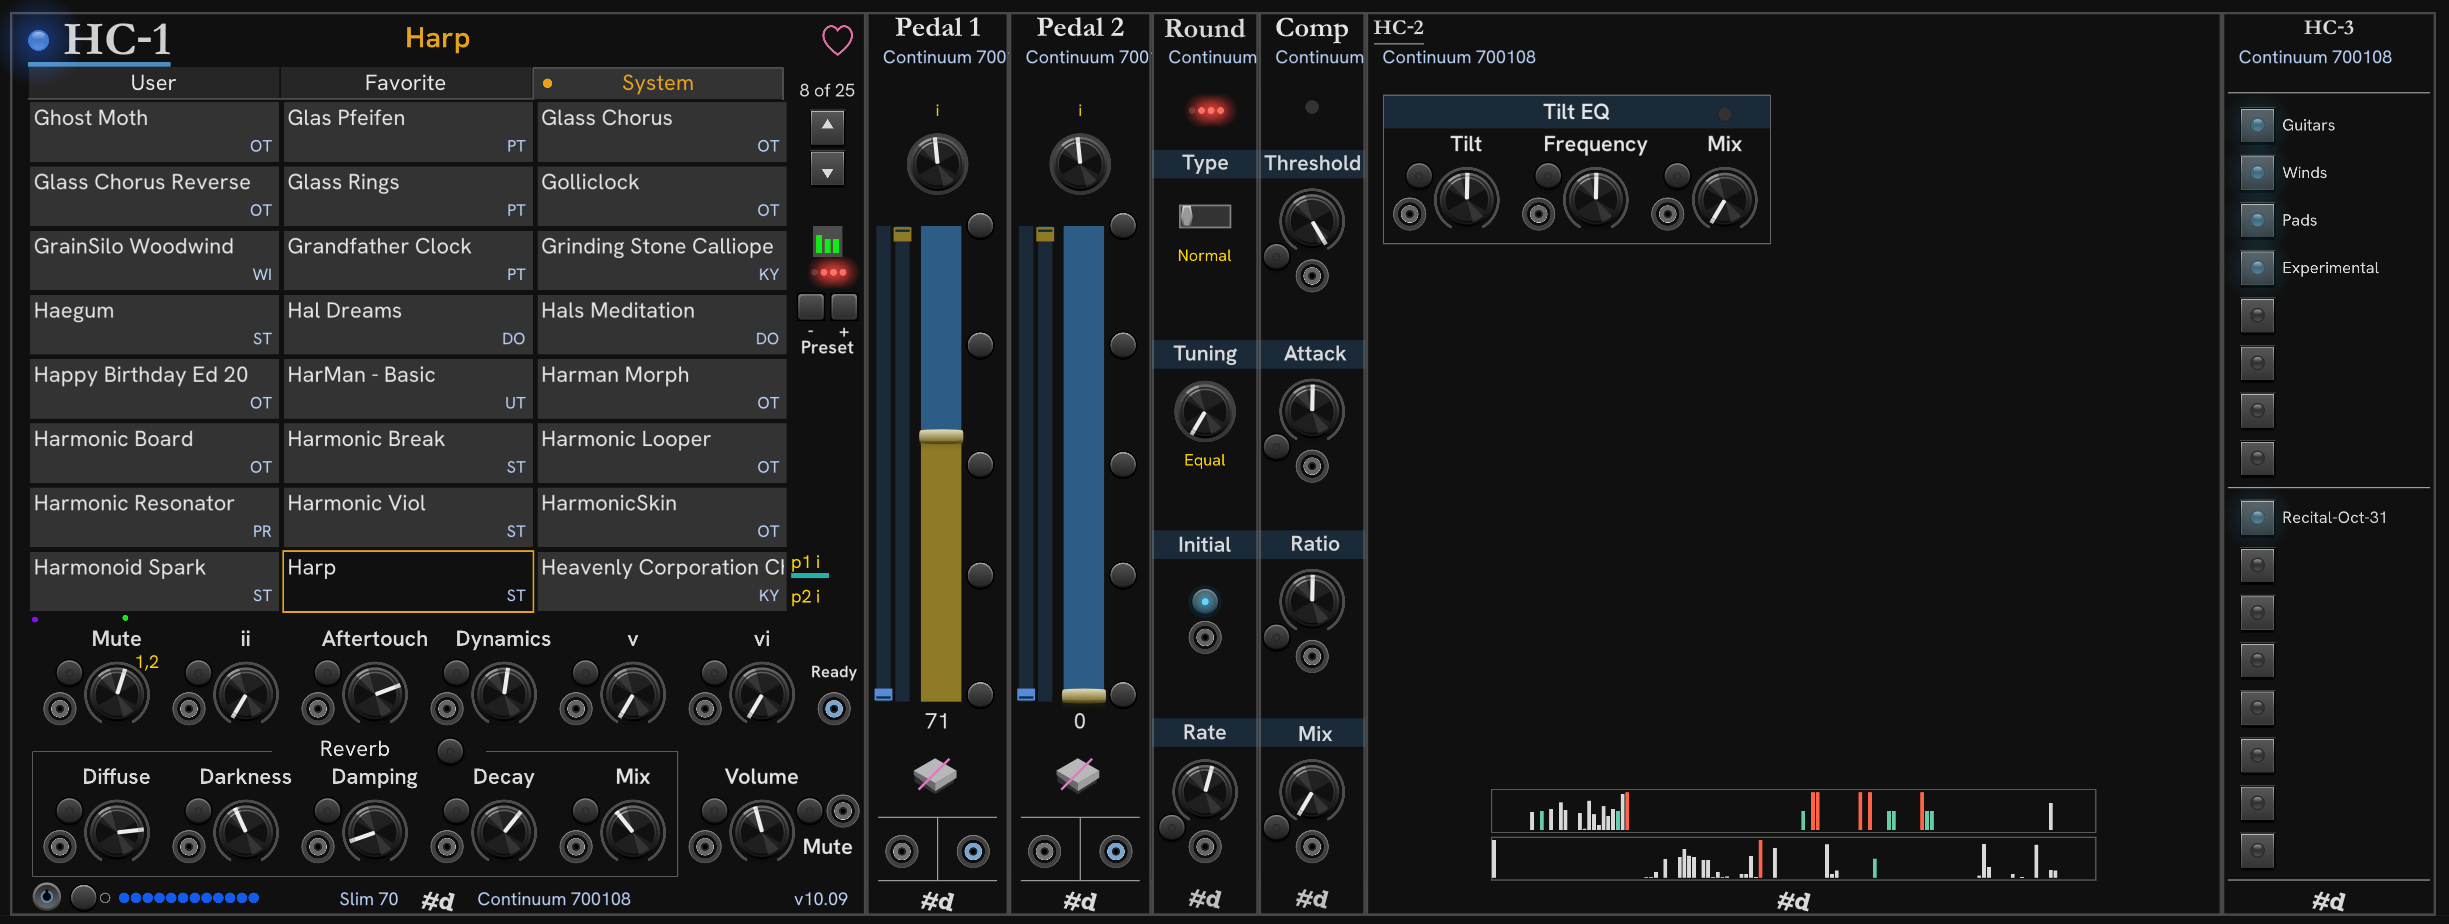 HC-1
Harp
User
Favorite
System
8 of 25
Ghost Moth
OT
Glas Pfeifen
PT
Glass Chorus
OT
Glass Chorus Reverse
OT
Glass Rings
PT
Golliclock
OT
GrainSilo Woodwind
WI
Grandfather Clock
PT
Grinding Stone Calliope
KY
Haegum
ST
Hal Dreams
DO
Hals Meditation
DO
- +
Preset
Happy Birthday Ed 20
OT
HarMan - Basic
UT
Harman Morph
OT
Harmonic Board
OT
Harmonic Break
ST
Harmonic Looper
OT
Harmonic Resonator
PR
Harmonic Viol
ST
HarmonicSkin
OT
Harmonoid Spark
ST
Harp
ST
Heavenly Corporation Cl
KY
p1 i
p2 i
Mute
1,2
ii
Aftertouch
Dynamics
v
vi
Ready
Reverb
Diffuse
Darkness
Damping
Decay
Mix
Volume
Mute
Slim 70
#d
Continuum 700108
v10.09
Pedal 1
Continuum 700
i
71
#d
Pedal 2
Continuum 700
i
0
#d
Round
Continuum
Type
Normal
Tuning
Equal
Initial
Rate
#d
Comp
Continuum
Threshold
Attack
Ratio
Mix
#d
HC-2
Continuum 700108
Tilt EQ
Tilt
Frequency
Mix
#d
HC-3
Continuum 700108
Guitars
Winds
Pads
Experimental
Recital-Oct-31
#d